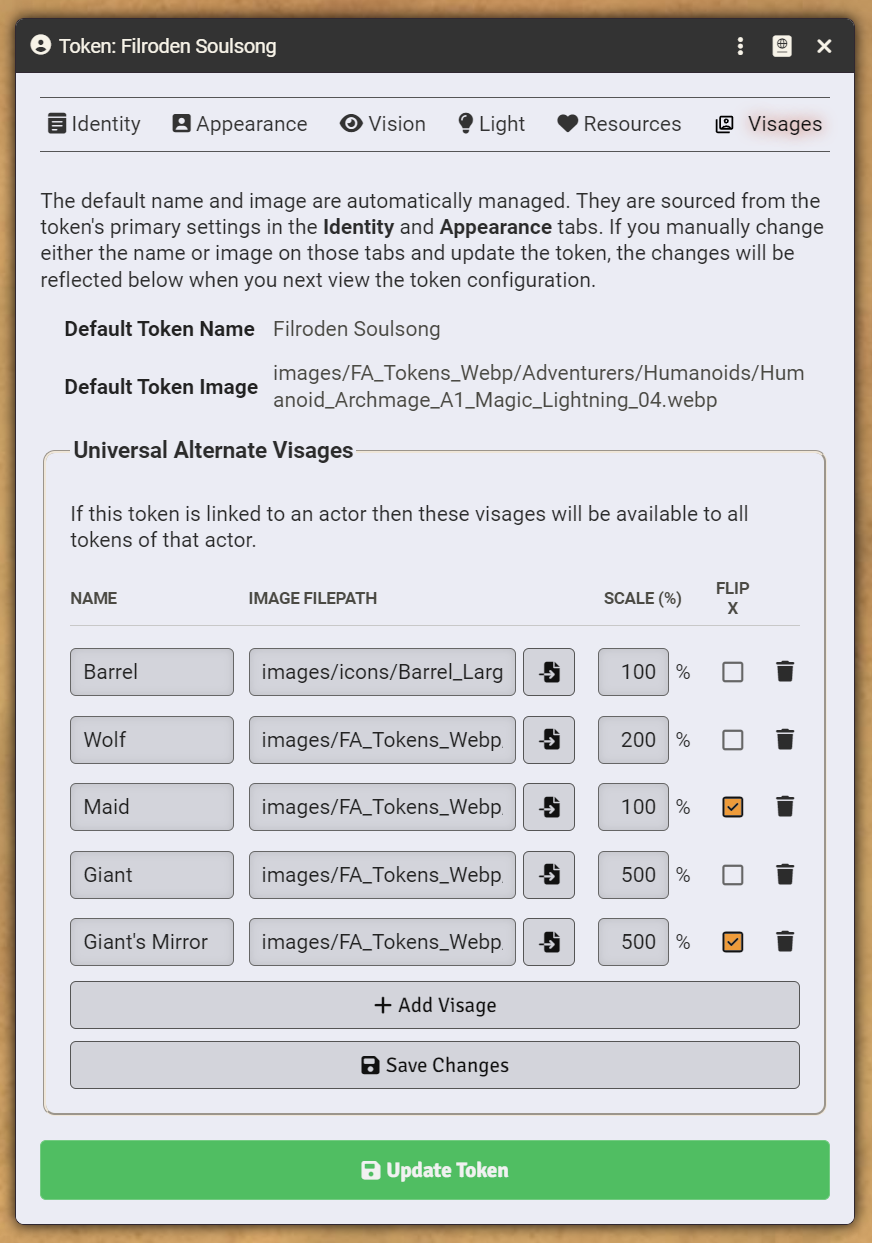 Token: Filroden Soulsong
Identity Appearance Vision Light Resources Visages
The default name and image are automatically managed. They are sourced from the
token's primary settings in the Identity and Appearance tabs. If you manually change
either the name or image on those tabs and update the token, the changes will be
reflected below when you next view the token configuration.
Default Token Name Filroden Soulsong
Default Token Image images/FA_Tokens_Webp/Adventurers/Humanoids/Hum
anoid_Archmage_A1_Magic_Lightning_04.webp
Universal Alternate Visages
If this token is linked to an actor then these visages will be available to all
tokens of that actor.
NAME IMAGE FILEPATH SCALE (%) FLIP
X
Barrel images/icons/Barrel_Larg 100 %
Wolf images/FA_Tokens_Webp 200 %
Maid images/FA_Tokens_Webp 100 %
Giant images/FA_Tokens_Webp 500 %
Giant's Mirror images/FA_Tokens_Webp 500 %
+ Add Visage
Save Changes
Update Token